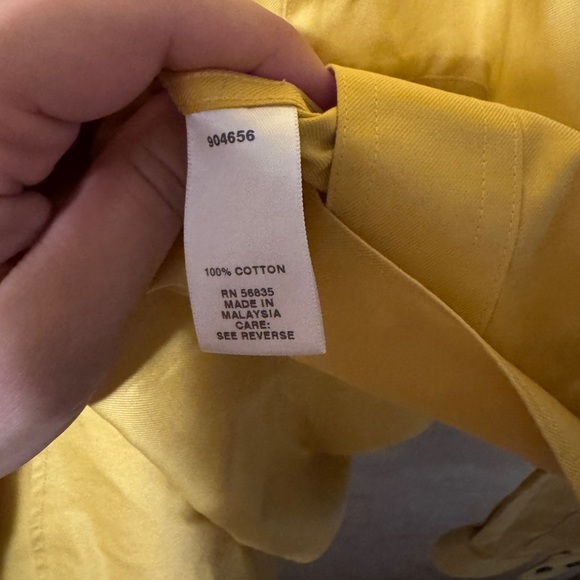 904656
100% COTTON
RN 56835
MADE IN
MALAYSIA
CARE:
SEE REVERSE